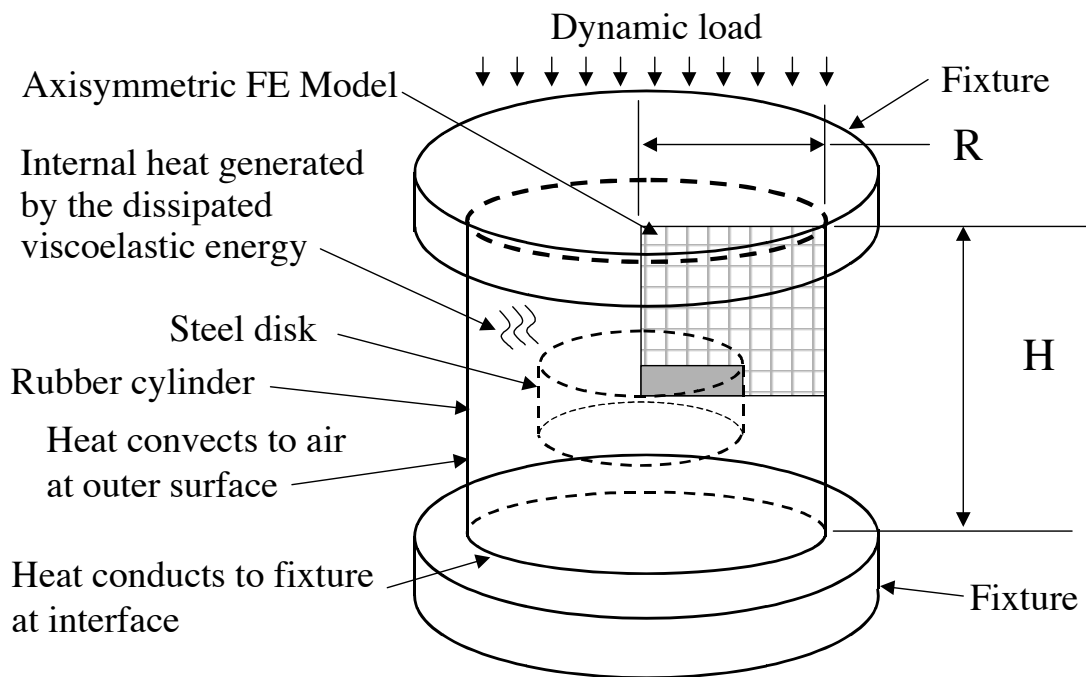 Dynamic load
Axisymmetric FE Model
Fixture
R
Internal heat generated
by the dissipated
viscoelastic energy
Steel disk
H
Rubber cylinder
Heat convects to air
at outer surface
Heat conducts to fixture
at interface
Fixture